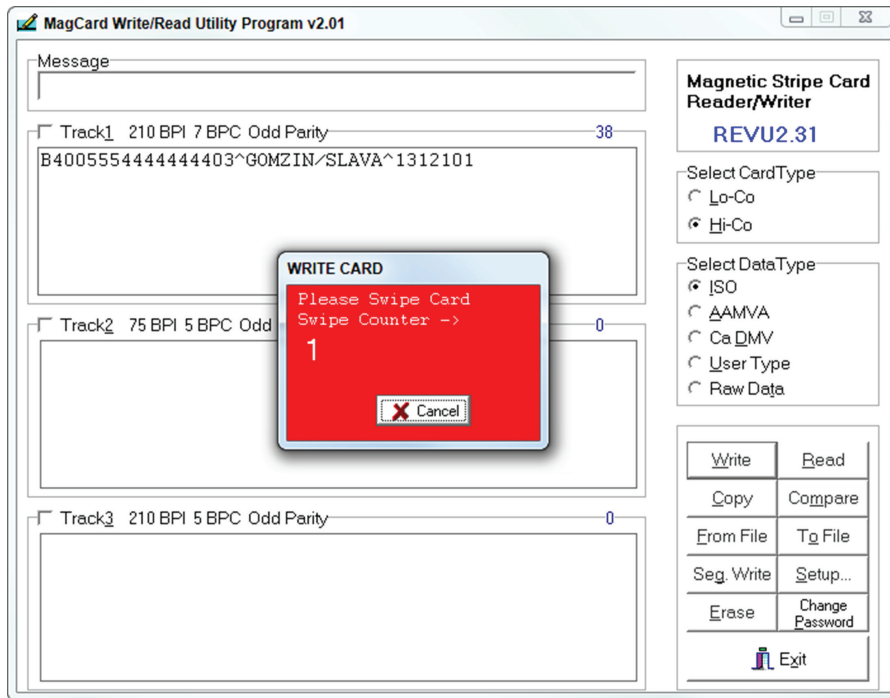 MagCard Write/Read Utility Program v2.01
Message
Track1 210 BPI 7 BPC Odd Parity 38
B4005554444444403^GOMZIN/SLAVA^1312101
Track2 75 BPI 5 BPC Odd 0
Track3 210 BPI 5 BPC Odd Parity 0
WRITE CARD
Please Swipe Card
Swipe Counter ->
1
Cancel
Magnetic Stripe Card
Reader/Writer
REVU2.31
Select CardType
Lo-Co
Hi-Co
Select DataType
ISO
AAMVA
Ca DMV
User Type
Raw Data
Write Read
Copy Compare
From File To File
Seg. Write Setup...
Erase Change
Password
Exit